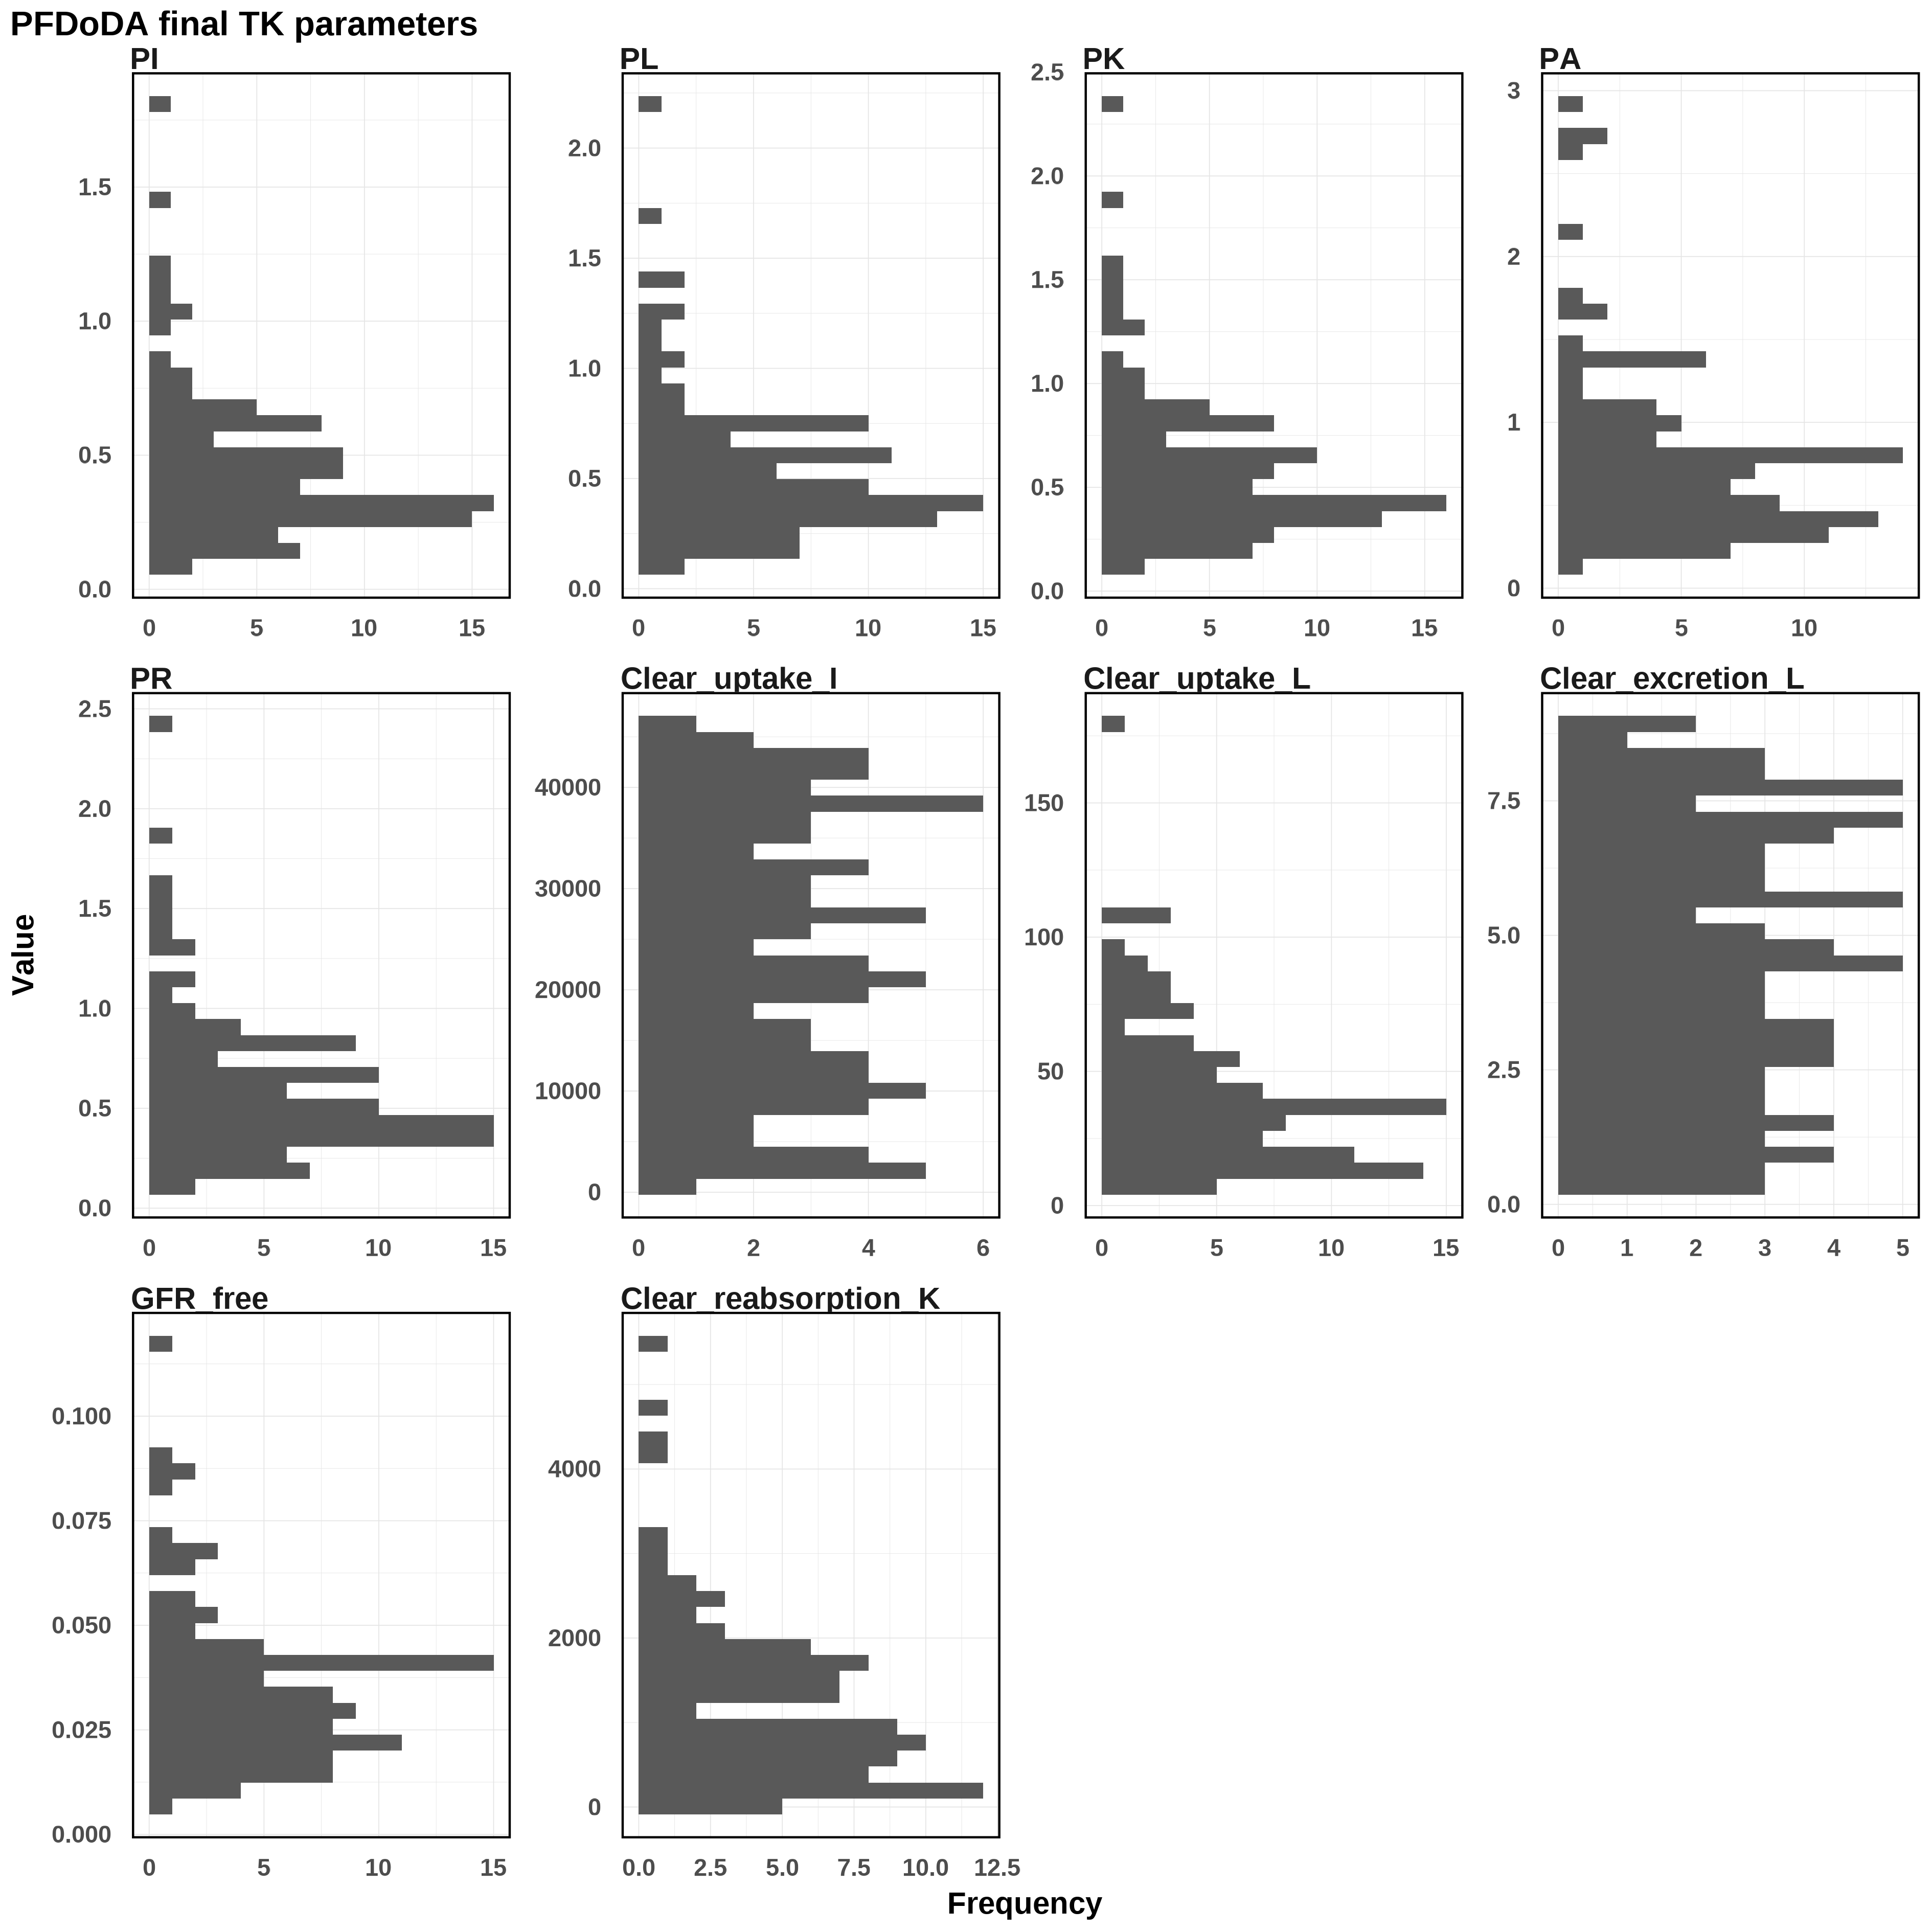 PFDoDA final TK parameters
PI
PL
PK
PA
1.5
1.0
0.5
0.0
0 5 10 15
2.0
1.5
1.0
0.5
0.0
0 5 10 15
2.5
2.0
1.5
1.0
0.5
0.0
0 5 10 15
3
2
1
0
0 5 10
PR
Clear_uptake_I
Clear_uptake_L
Clear_excretion_L
2.5
2.0
1.5
1.0
0.5
0.0
0 5 10 15
40000
30000
20000
10000
0
0 2 4 6
150
100
50
0
0 5 10 15
7.5
5.0
2.5
0.0
0 1 2 3 4 5
Value
GFR_free
Clear_reabsorption_K
0.100
0.075
0.050
0.025
0.000
0 5 10 15
4000
2000
0
0.0 2.5 5.0 7.5 10.0 12.5
Frequency